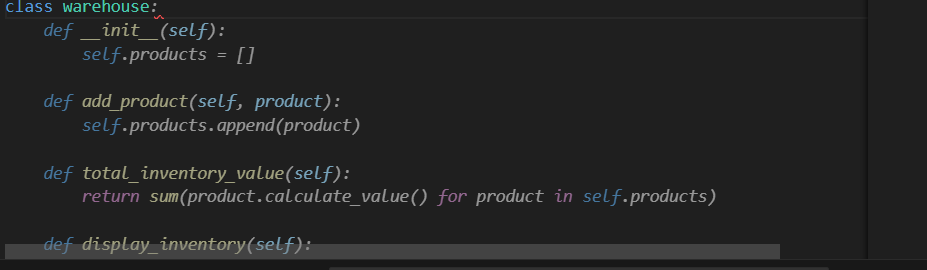 class warehouse:
    def __init__(self):
        self.products = []

    def add_product(self, product):
        self.products.append(product)

    def total_inventory_value(self):
        return sum(product.calculate_value() for product in self.products)

    def display_inventory(self):